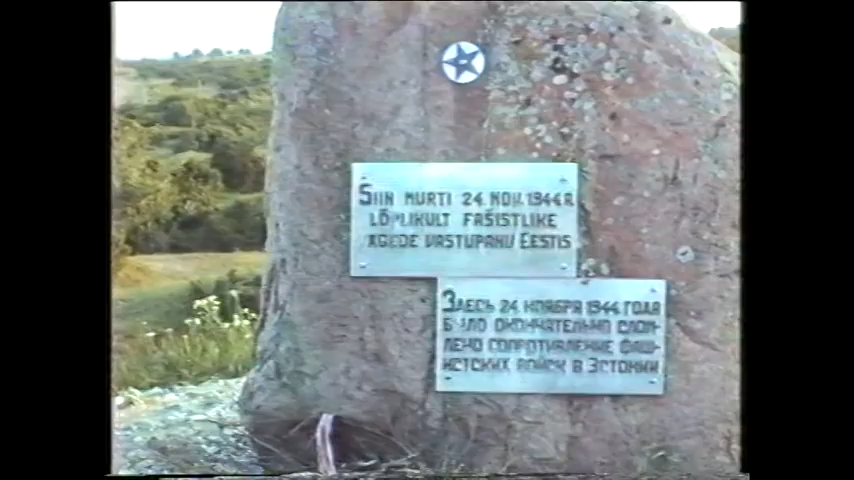 SIIN MURTI 24. NOV. 1944. A.
LÕPLIKULT FAŠISTLIKE
VÄGEDE VASTUPANU EESTIS
ЗДЕСЬ 24 НОЯБРЯ 1944 ГОДА
БЫЛО ОКОНЧАТЕЛЬНО СЛОМ-
ЛЕНО СОПРОТИВЛЕНИЕ ФАШ-
ИСТСКИХ ВОЙСК В ЭСТОНИИ